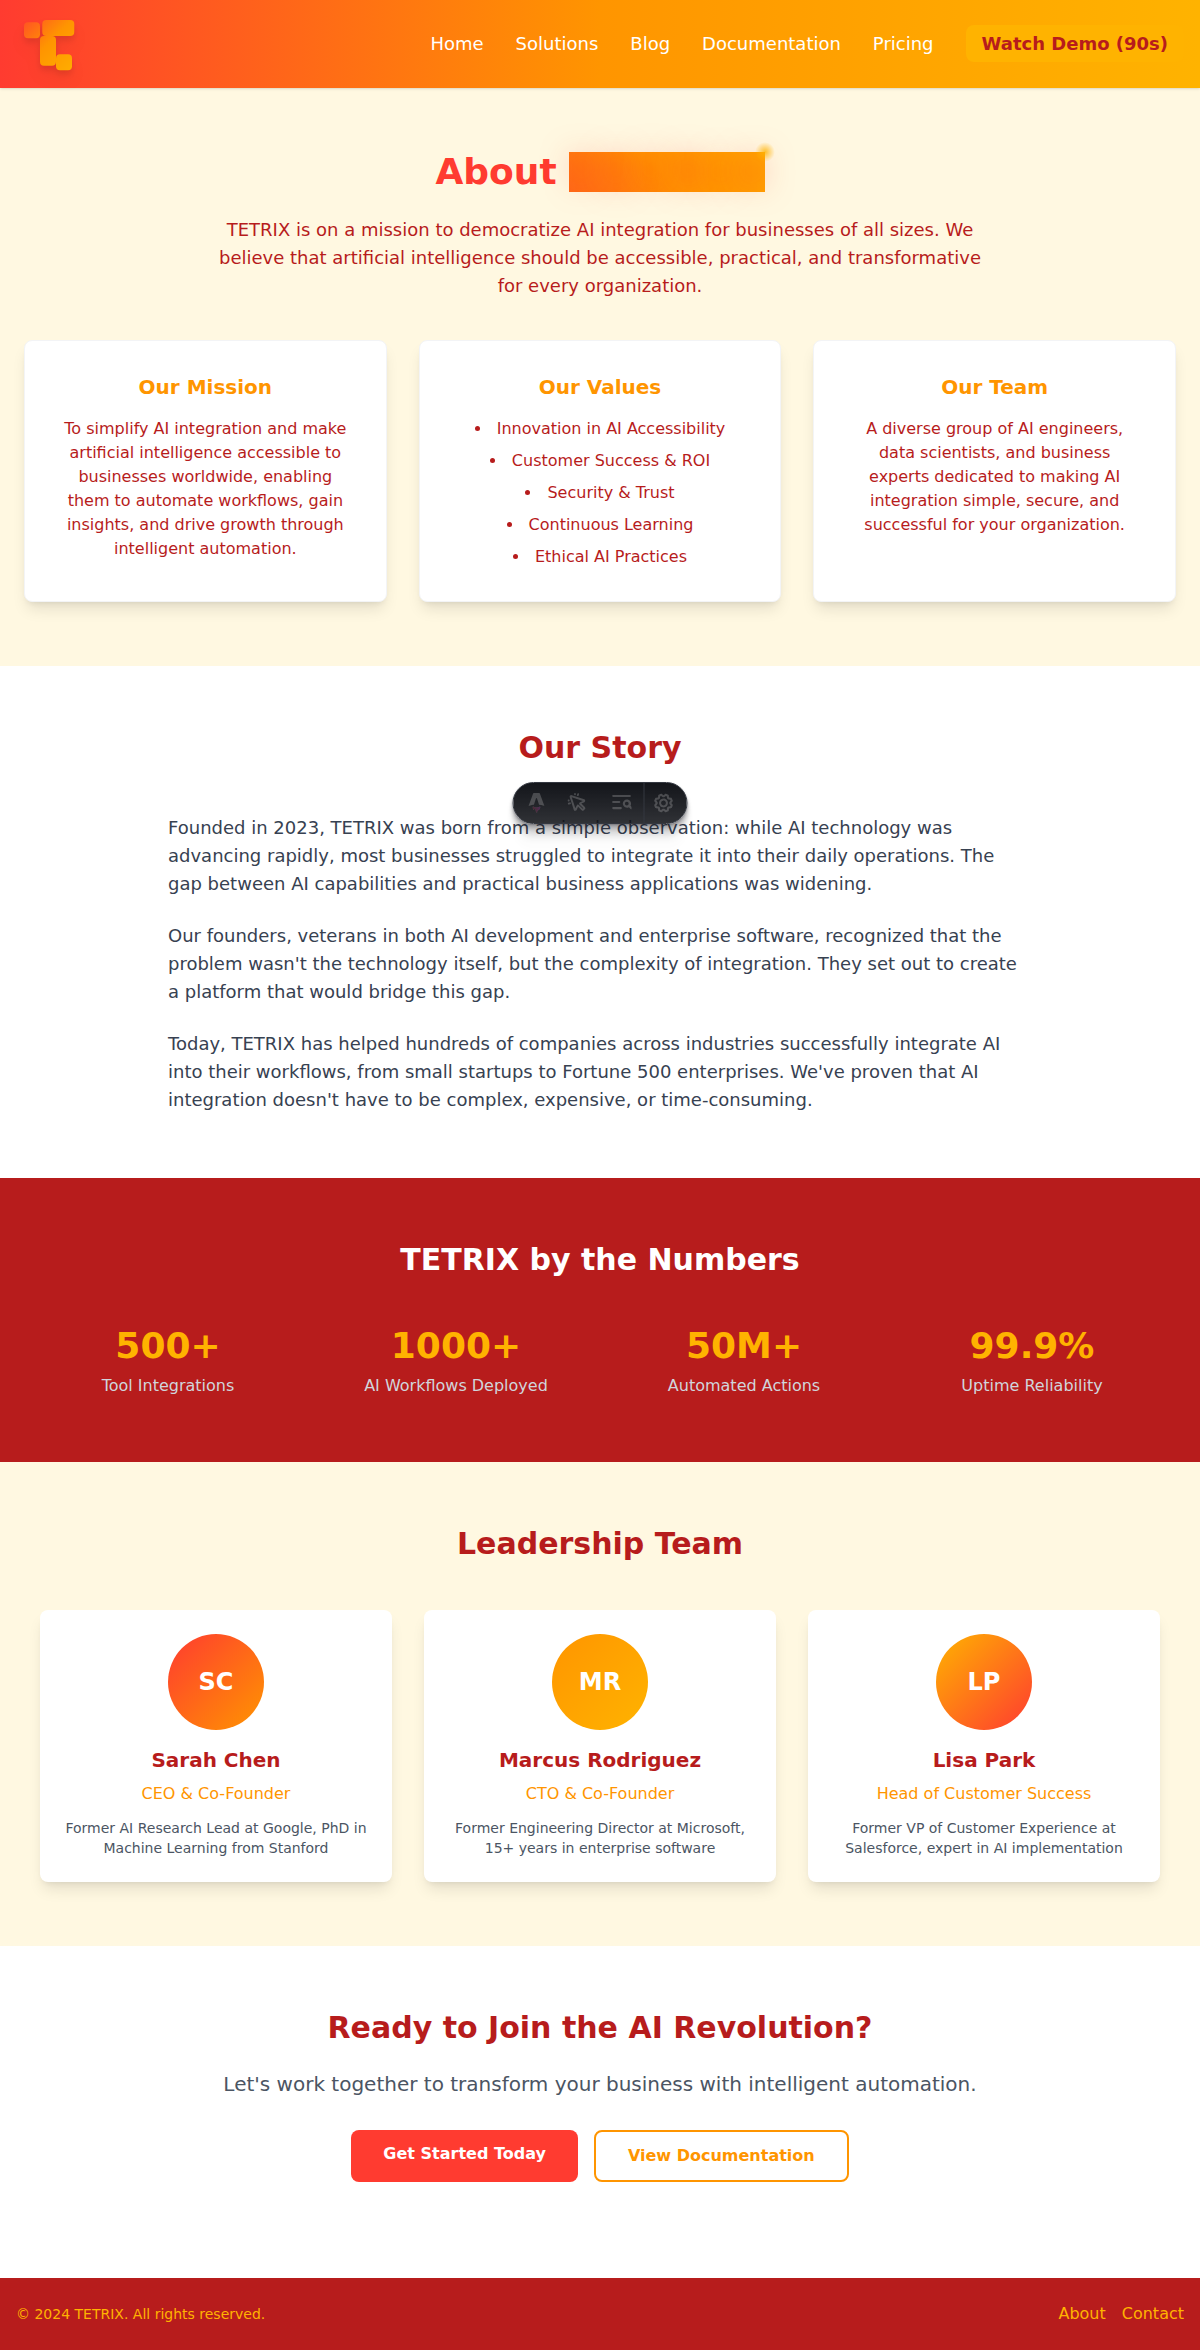 Home Solutions Blog Documentation Pricing Watch Demo (90s)
About
TETRIX is on a mission to democratize AI integration for businesses of all sizes. We
believe that artificial intelligence should be accessible, practical, and transformative
for every organization.
Our Mission
To simplify AI integration and make
artificial intelligence accessible to
businesses worldwide, enabling
them to automate workflows, gain
insights, and drive growth through
intelligent automation.
Our Values
• Innovation in AI Accessibility
• Customer Success & ROI
• Security & Trust
• Continuous Learning
• Ethical AI Practices
Our Team
A diverse group of AI engineers,
data scientists, and business
experts dedicated to making AI
integration simple, secure, and
successful for your organization.
Our Story
Founded in 2023, TETRIX was born from a simple observation: while AI technology was
advancing rapidly, most businesses struggled to integrate it into their daily operations. The
gap between AI capabilities and practical business applications was widening.
Our founders, veterans in both AI development and enterprise software, recognized that the
problem wasn't the technology itself, but the complexity of integration. They set out to create
a platform that would bridge this gap.
Today, TETRIX has helped hundreds of companies across industries successfully integrate AI
into their workflows, from small startups to Fortune 500 enterprises. We've proven that AI
integration doesn't have to be complex, expensive, or time-consuming.
TETRIX by the Numbers
500+
Tool Integrations
1000+
AI Workflows Deployed
50M+
Automated Actions
99.9%
Uptime Reliability
Leadership Team
SC
Sarah Chen
CEO & Co-Founder
Former AI Research Lead at Google, PhD in
Machine Learning from Stanford
MR
Marcus Rodriguez
CTO & Co-Founder
Former Engineering Director at Microsoft,
15+ years in enterprise software
LP
Lisa Park
Head of Customer Success
Former VP of Customer Experience at
Salesforce, expert in AI implementation
Ready to Join the AI Revolution?
Let's work together to transform your business with intelligent automation.
Get Started Today
View Documentation
© 2024 TETRIX. All rights reserved.
About Contact